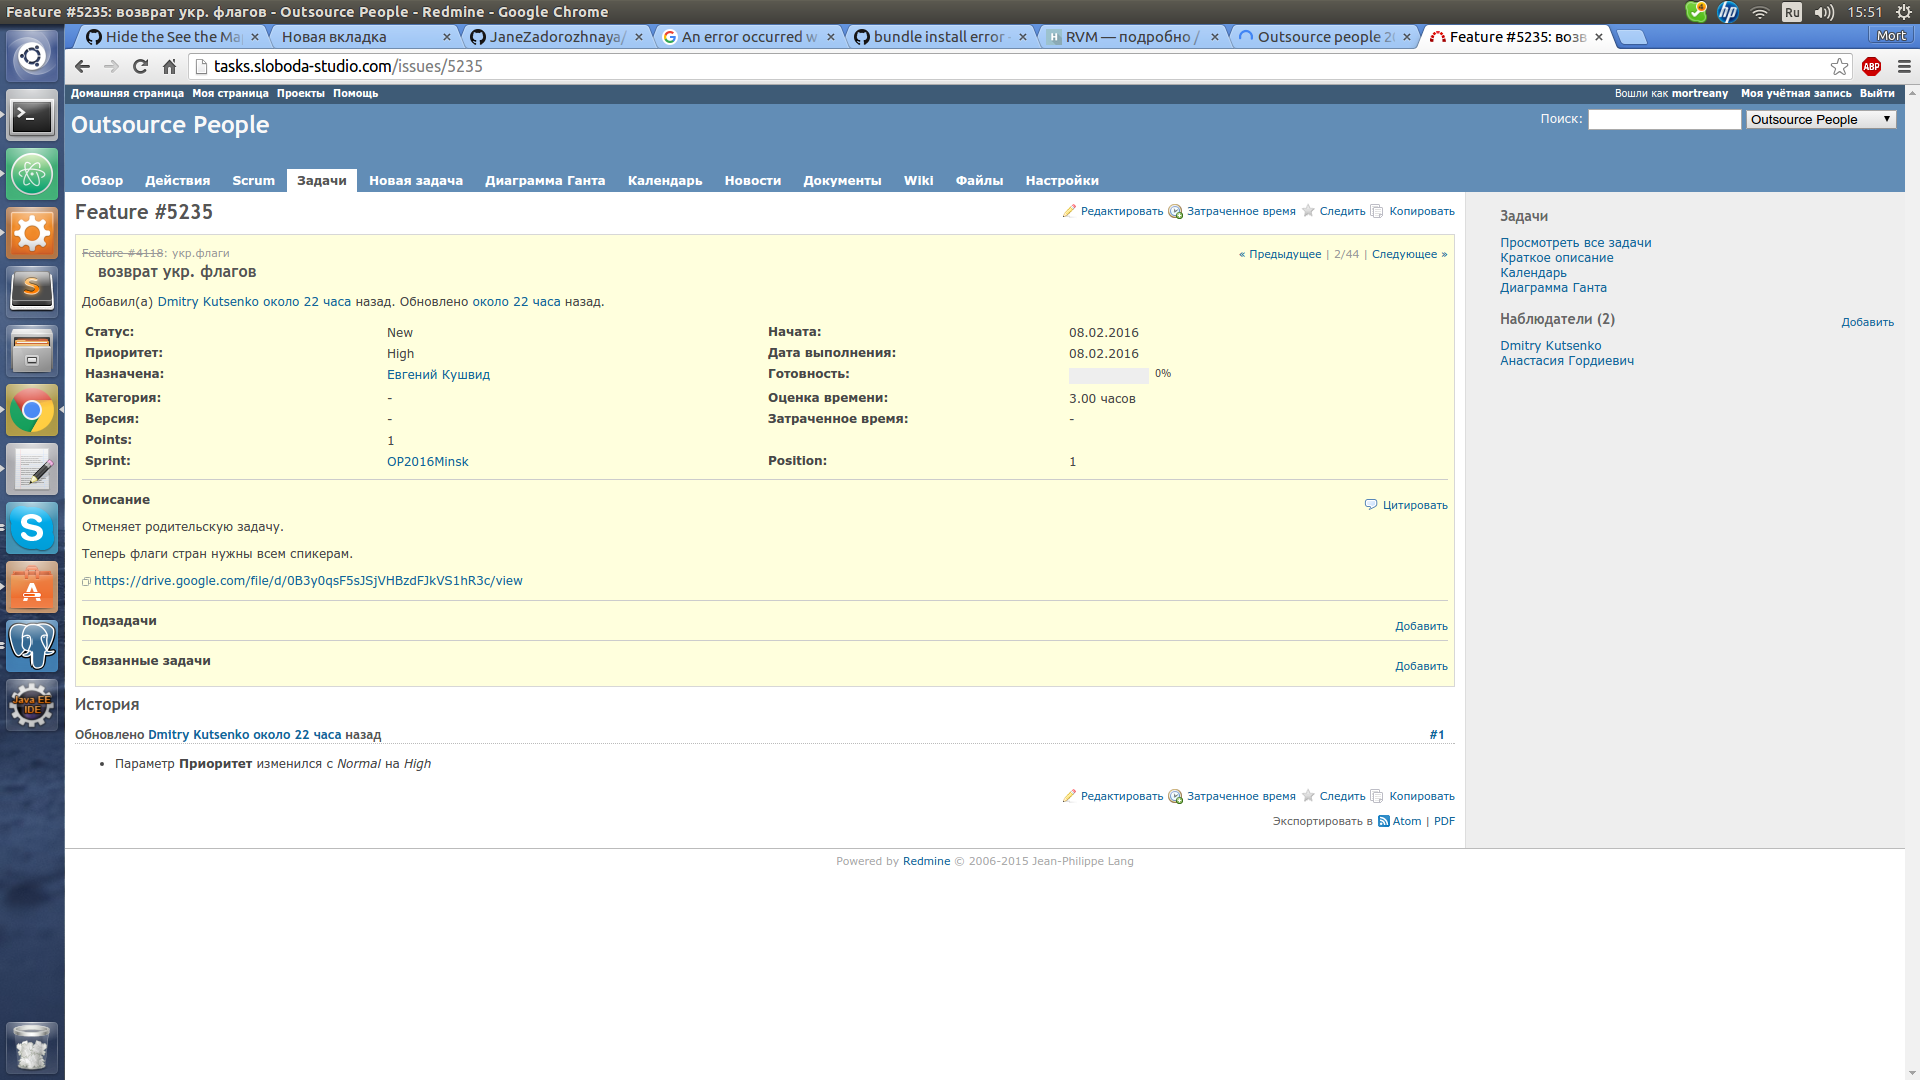 Feature #5235: возврат укр. флагов - Outsource People - Redmine - Google Chrome
Ru
15:51
Hide the See the Ma
Новая вкладка
JaneZadorozhnaya/
An error occurred w
bundle install error
RVM — подробно /
Outsource people 20
Feature #5235: возв
Mort
tasks.sloboda-studio.com/issues/5235
ABP
Домашняя страница Моя страница Проекты Помощь
Вошли как mortreany Моя учётная запись Выйти
Outsource People
Поиск:
Outsource People
Обзор Действия Scrum Задачи Новая задача Диаграмма Ганта Календарь Новости Документы Wiki Файлы Настройки
Feature #5235
Редактировать Затраченное время Следить Копировать
Feature #4118: укр.флаги
« Предыдущее | 2/44 | Следующее »
возврат укр. флагов
Добавил(а) Dmitry Kutsenko около 22 часа назад. Обновлено около 22 часа назад.
Статус: New Начата: 08.02.2016
Приоритет: High Дата выполнения: 08.02.2016
Назначена: Евгений Кушвид Готовность: 0%
Категория: - Оценка времени: 3.00 часов
Версия: - Затраченное время: -
Points: 1
Sprint: OP2016Minsk Position: 1
Описание
Цитировать
Отменяет родительскую задачу.
Теперь флаги стран нужны всем спикерам.
https://drive.google.com/file/d/0B3y0qsF5sJSjVHBzdFJkVS1hR3c/view
Подзадачи
Добавить
Связанные задачи
Добавить
История
Обновлено Dmitry Kutsenko около 22 часа назад
#1
Параметр Приоритет изменился с Normal на High
Редактировать Затраченное время Следить Копировать
Экспортировать в Atom | PDF
Powered by Redmine © 2006-2015 Jean-Philippe Lang
Задачи
Просмотреть все задачи
Краткое описание
Календарь
Диаграмма Ганта
Наблюдатели (2)
Добавить
Dmitry Kutsenko
Анастасия Гордиевич
Java EE
IDE